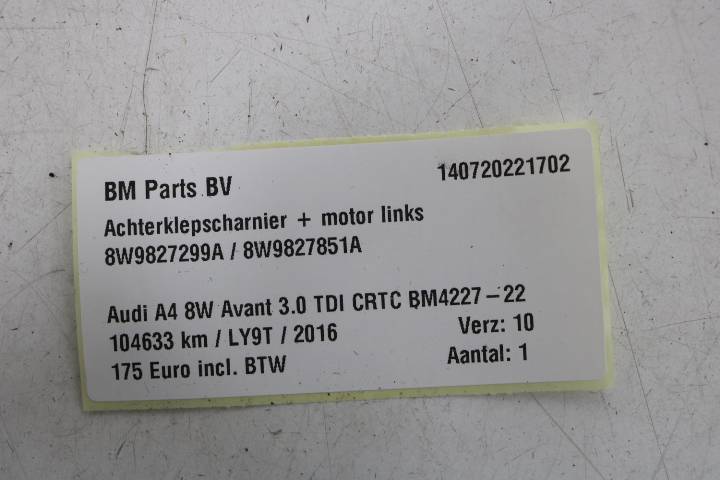 BM Parts BV 140720221702
Achterklepscharnier + motor links
8W9827299A / 8W9827851A
Audi A4 8W Avant 3.0 TDI CRTC BM4227 – 22
104633 km / LY9T / 2016 Verz: 10
175 Euro incl. BTW Aantal: 1